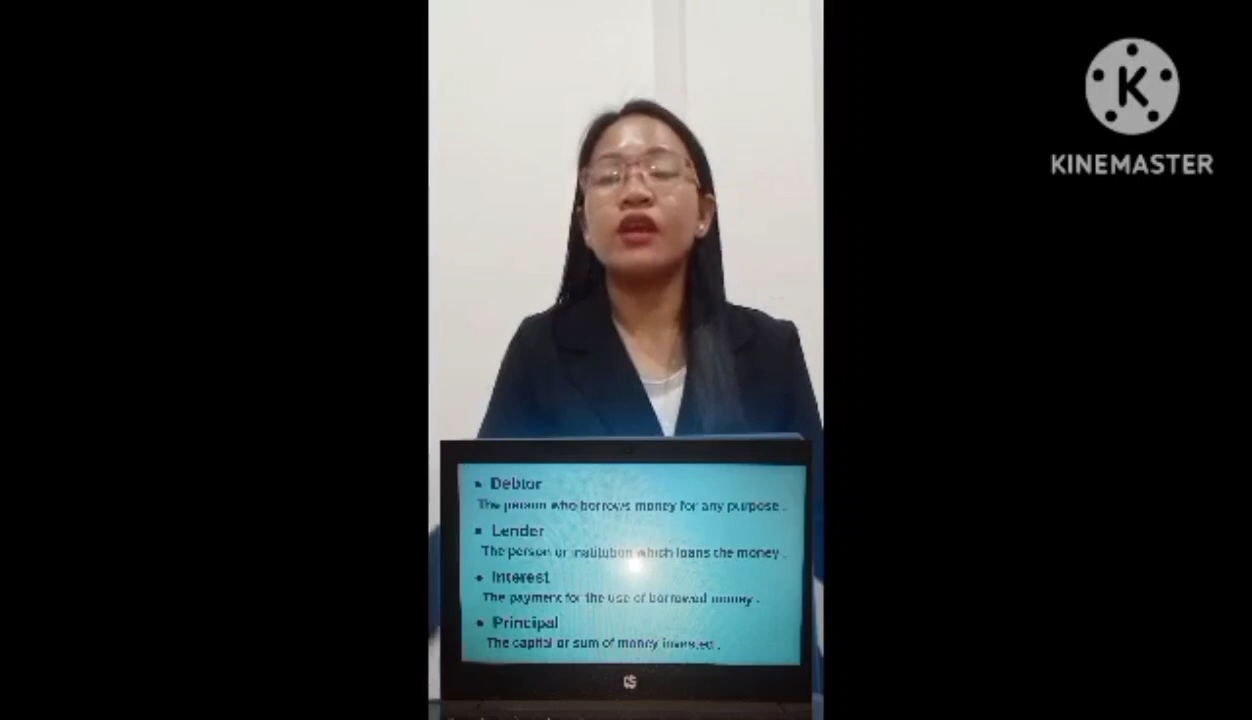 KINEMASTER
• Debtor
The person who borrows money for any purpose .
• Lender
The person or institution which loans the money .
• Interest
The payment for the use of borrowed money .
• Principal
The capital or sum of money invested .